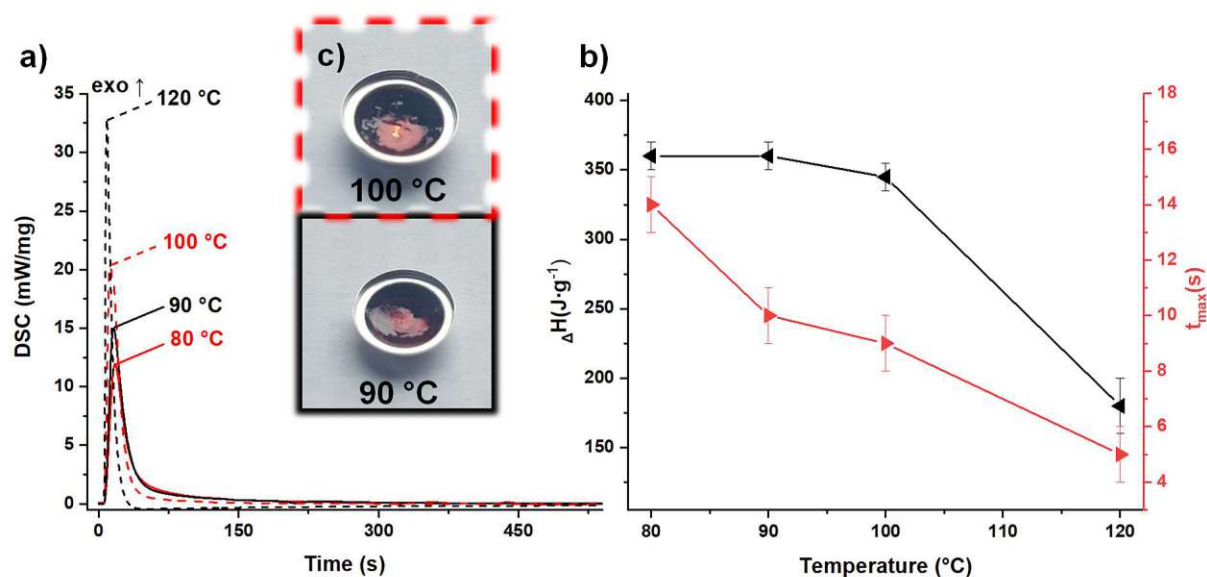 a)
exo ↑
120 °C
100 °C
90 °C
80 °C
35
30
25
20
15
10
5
0
DSC (mW/mg)
0
150
300
450
Time (s)
c)
100 °C
90 °C
b)
400
350
300
250
200
150
ΔH(J·g⁻¹)
18
16
14
12
10
8
6
4
t_max(s)
80
90
100
110
120
Temperature (°C)